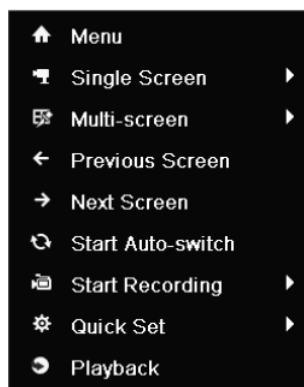 Menu
Single Screen
Multi-screen
Previous Screen
Next Screen
Start Auto-switch
Start Recording
Quick Set
Playback